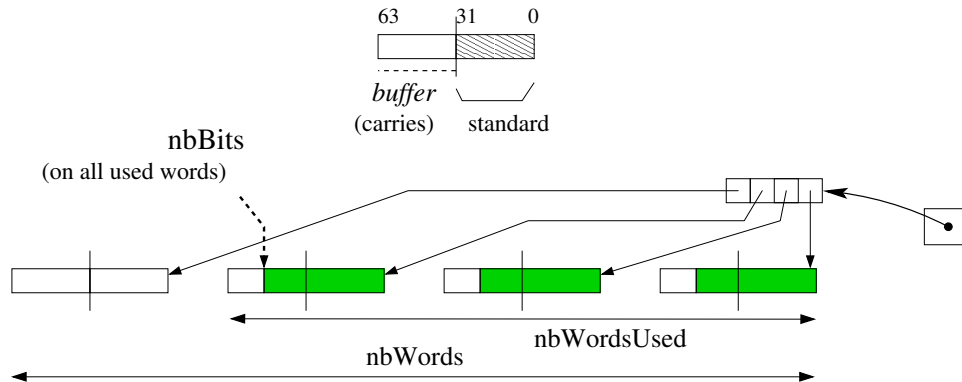 63 31 0
buffer
(carries) standard
nbBits
(on all used words)
nbWordsUsed
nbWords